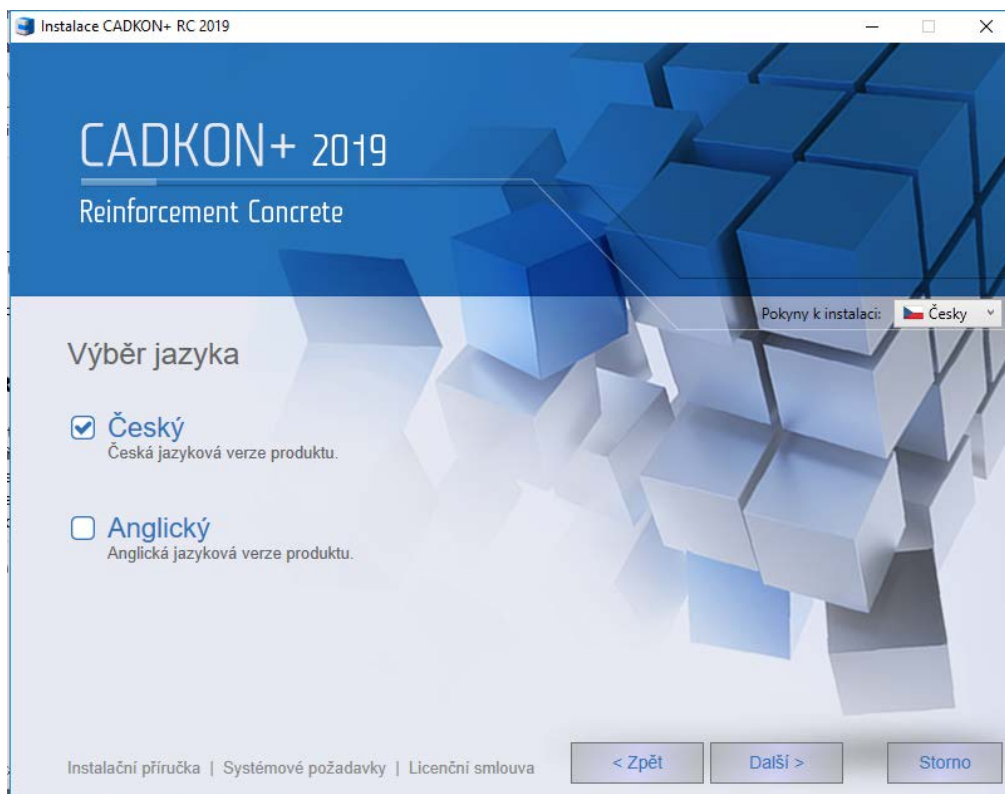 Instalace CADKON+ RC 2019
CADKON+ 2019
Reinforcement Concrete
Pokyny k instalaci: Česky
Výběr jazyka
Český
Česká jazyková verze produktu.
Anglický
Anglická jazyková verze produktu.
Instalační příručka | Systémové požadavky | Licenční smlouva
< Zpět
Další >
Storno